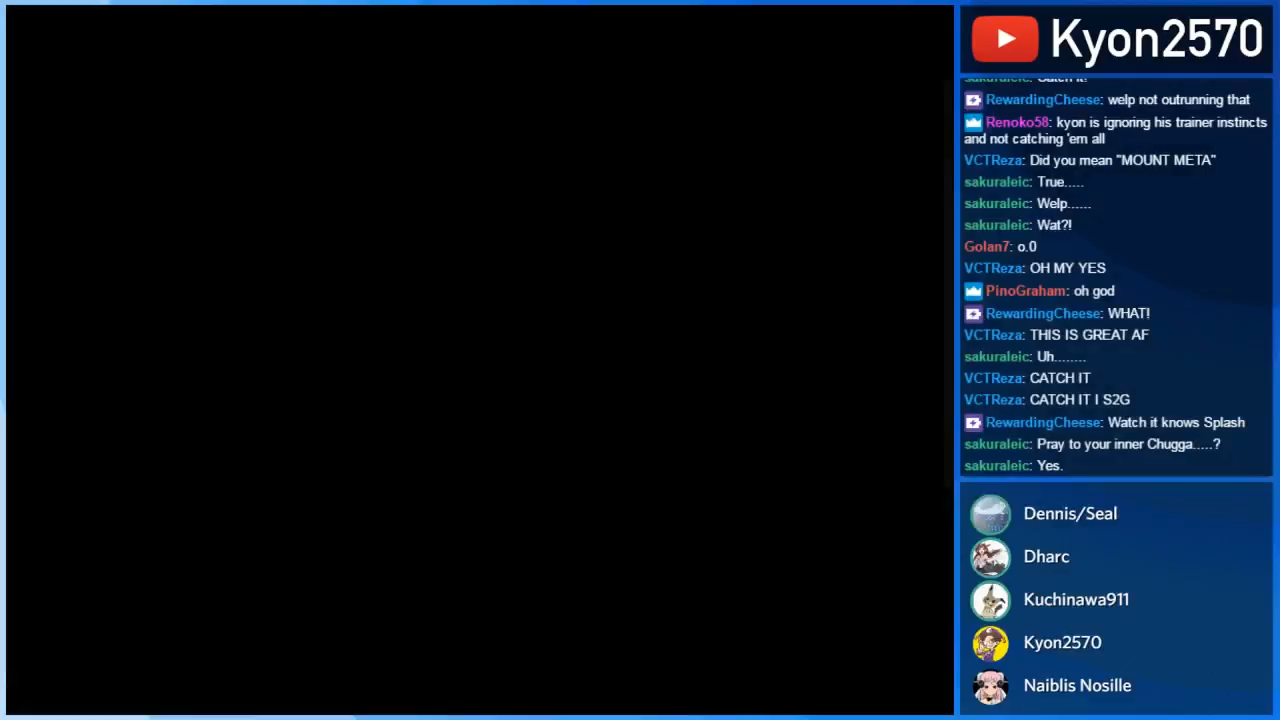 Kyon2570
sakuraleic: Catch it!
RewardingCheese: welp not outrunning that
Renoko58: kyon is ignoring his trainer instincts
and not catching 'em all
VCTReza: Did you mean "MOUNT META"
sakuraleic: True.....
sakuraleic: Welp......
sakuraleic: Wat?!
Golan7: o.0
VCTReza: OH MY YES
PinoGraham: oh god
RewardingCheese: WHAT!
VCTReza: THIS IS GREAT AF
sakuraleic: Uh........
VCTReza: CATCH IT
VCTReza: CATCH IT I S2G
RewardingCheese: Watch it knows Splash
sakuraleic: Pray to your inner Chugga.....?
sakuraleic: Yes.
Dennis/Seal
Dharc
Kuchinawa911
Kyon2570
Naiblis Nosille